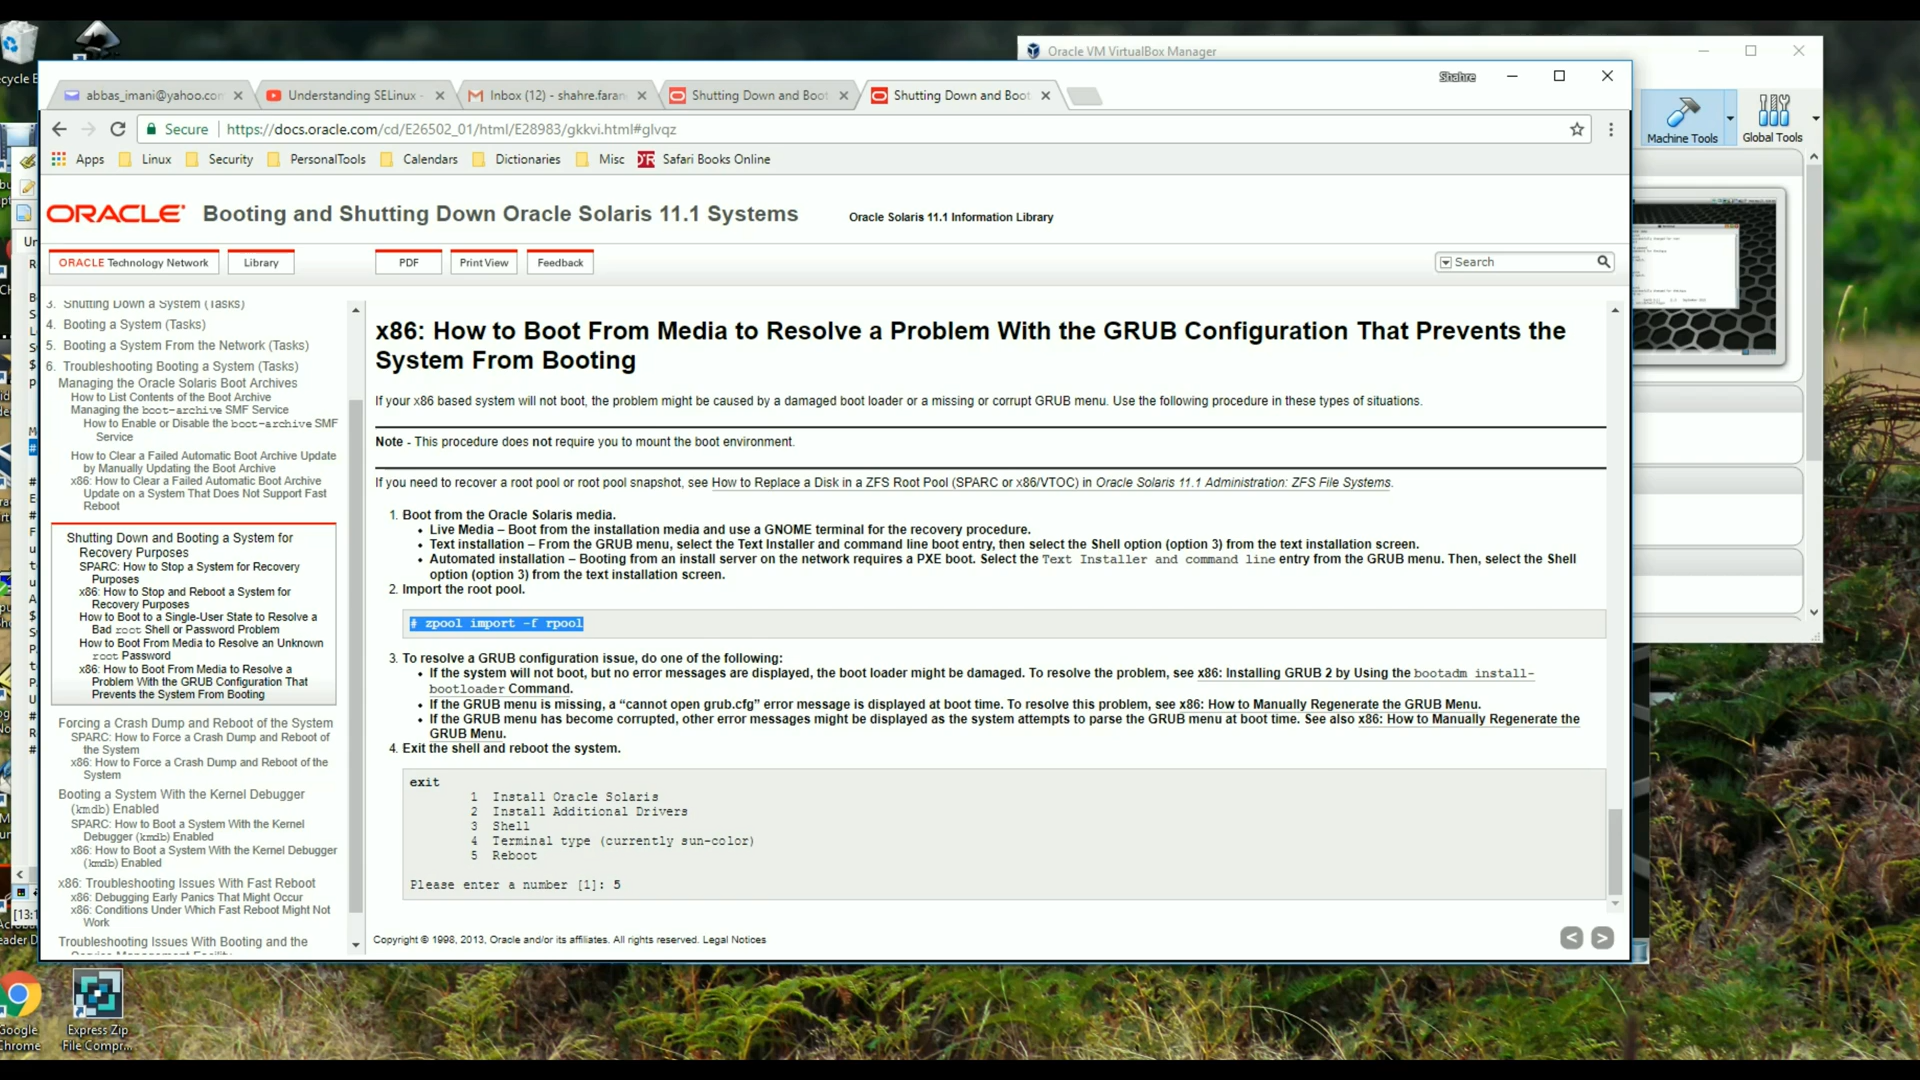 Oracle VM VirtualBox Manager
Shahre
abbas_imani@yahoo.com
Understanding SELinux -
Inbox (12) - shahre.faran
Shutting Down and Boot
Shutting Down and Boot
Secure
https://docs.oracle.com/cd/E26502_01/html/E28983/gkkvi.html#glvqz
Machine Tools
Global Tools
Apps
Linux
Security
PersonalTools
Calendars
Dictionaries
Misc
Safari Books Online
ORACLE
Booting and Shutting Down Oracle Solaris 11.1 Systems
Oracle Solaris 11.1 Information Library
ORACLE Technology Network
Library
PDF
Print View
Feedback
Search
3. Shutting Down a System (Tasks)
4. Booting a System (Tasks)
5. Booting a System From the Network (Tasks)
6. Troubleshooting Booting a System (Tasks)
Managing the Oracle Solaris Boot Archives
How to List Contents of the Boot Archive
Managing the boot-archive SMF Service
How to Enable or Disable the boot-archive SMF
Service
How to Clear a Failed Automatic Boot Archive Update
by Manually Updating the Boot Archive
x86: How to Clear a Failed Automatic Boot Archive
Update on a System That Does Not Support Fast
Reboot
Shutting Down and Booting a System for
Recovery Purposes
SPARC: How to Stop a System for Recovery
Purposes
x86: How to Stop and Reboot a System for
Recovery Purposes
How to Boot to a Single-User State to Resolve a
Bad root Shell or Password Problem
How to Boot From Media to Resolve an Unknown
root Password
x86: How to Boot From Media to Resolve a
Problem With the GRUB Configuration That
Prevents the System From Booting
Forcing a Crash Dump and Reboot of the System
SPARC: How to Force a Crash Dump and Reboot of
the System
x86: How to Force a Crash Dump and Reboot of the
System
Booting a System With the Kernel Debugger
(kmdb) Enabled
SPARC: How to Boot a System With the Kernel
Debugger (kmdb) Enabled
x86: How to Boot a System With the Kernel Debugger
(kmdb) Enabled
x86: Troubleshooting Issues With Fast Reboot
x86: Debugging Early Panics That Might Occur
x86: Conditions Under Which Fast Reboot Might Not
Work
Troubleshooting Issues With Booting and the
x86: How to Boot From Media to Resolve a Problem With the GRUB Configuration That Prevents the
System From Booting
If your x86 based system will not boot, the problem might be caused by a damaged boot loader or a missing or corrupt GRUB menu. Use the following procedure in these types of situations.
Note - This procedure does not require you to mount the boot environment.
If you need to recover a root pool or root pool snapshot, see How to Replace a Disk in a ZFS Root Pool (SPARC or x86/VTOC) in Oracle Solaris 11.1 Administration: ZFS File Systems.
1. Boot from the Oracle Solaris media.
• Live Media – Boot from the installation media and use a GNOME terminal for the recovery procedure.
• Text installation – From the GRUB menu, select the Text Installer and command line boot entry, then select the Shell option (option 3) from the text installation screen.
• Automated installation – Booting from an install server on the network requires a PXE boot. Select the Text Installer and command line entry from the GRUB menu. Then, select the Shell
option (option 3) from the text installation screen.
2. Import the root pool.
# zpool import -f rpool
3. To resolve a GRUB configuration issue, do one of the following:
• If the system will not boot, but no error messages are displayed, the boot loader might be damaged. To resolve the problem, see x86: Installing GRUB 2 by Using the bootadm install-
bootloader Command.
• If the GRUB menu is missing, a “cannot open grub.cfg” error message is displayed at boot time. To resolve this problem, see x86: How to Manually Regenerate the GRUB Menu.
• If the GRUB menu has become corrupted, other error messages might be displayed as the system attempts to parse the GRUB menu at boot time. See also x86: How to Manually Regenerate the
GRUB Menu.
4. Exit the shell and reboot the system.
exit
1 Install Oracle Solaris
2 Install Additional Drivers
3 Shell
4 Terminal type (currently sun-color)
5 Reboot
Please enter a number [1]: 5
Copyright © 1998, 2013, Oracle and/or its affiliates. All rights reserved. Legal Notices
Google
Chrome
Express Zip
File Compr...